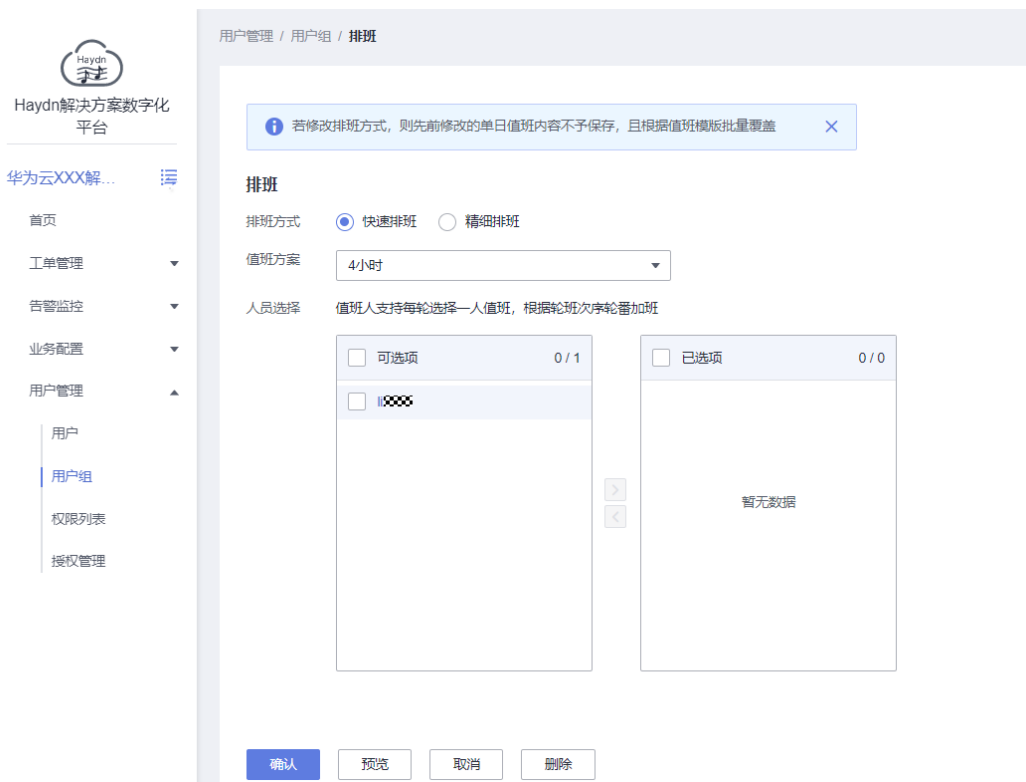 Haydn
Haydn解决方案数字化
平台
华为云XXX解...
首页
工单管理
告警监控
业务配置
用户管理
用户
用户组
权限列表
授权管理
用户管理 / 用户组 / 排班
若修改排班方式，则先前修改的单日值班内容不予保存，且根据值班模版批量覆盖
排班
排班方式 快速排班 精细排班
值班方案 4小时
人员选择 值班人支持每轮选择一人值班，根据轮班次序轮番加班
可选项 0 / 1
已选项 0 / 0
暂无数据
确认 预览 取消 删除